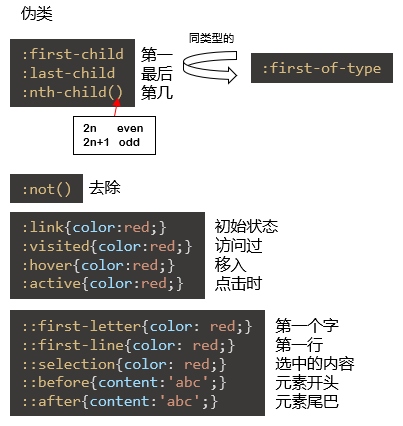 伪类
:first-child 第一
:last-child 最后
:nth-child() 第几
同类型的
:first-of-type
2n even
2n+1 odd
:not() 去除
:link{color:red;} 初始状态
:visited{color:red;} 访问过
:hover{color:red;} 移入
:active{color:red;} 点击时
::first-letter{color: red;} 第一个字
::first-line{color: red;} 第一行
::selection{color: red;} 选中的内容
::before{content:'abc';} 元素开头
::after{content:'abc';} 元素尾巴